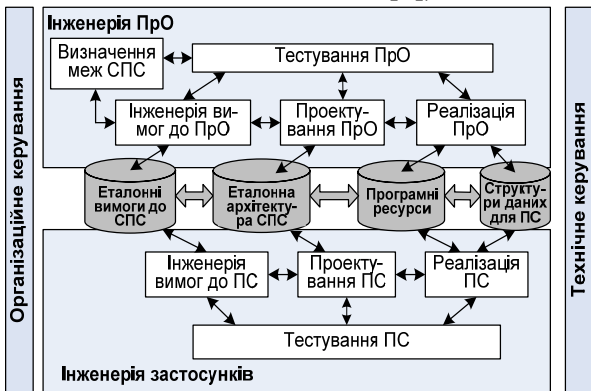 Організаційне керування
Інженерія ПрО
Визначення
меж СПС
Тестування ПрО
Інженерія ви-
мог до ПрО
Проекту-
вання ПрО
Реалізація
ПрО
Еталонні
вимоги до
СПС
Еталонна
архітекту-
ра СПС
Програмні
ресурси
Структу-
ри даних
для ПС
Інженерія
вимог до ПС
Проекту-
вання ПС
Реалізація
ПС
Тестування ПС
Інженерія застосунків
Технічне керування